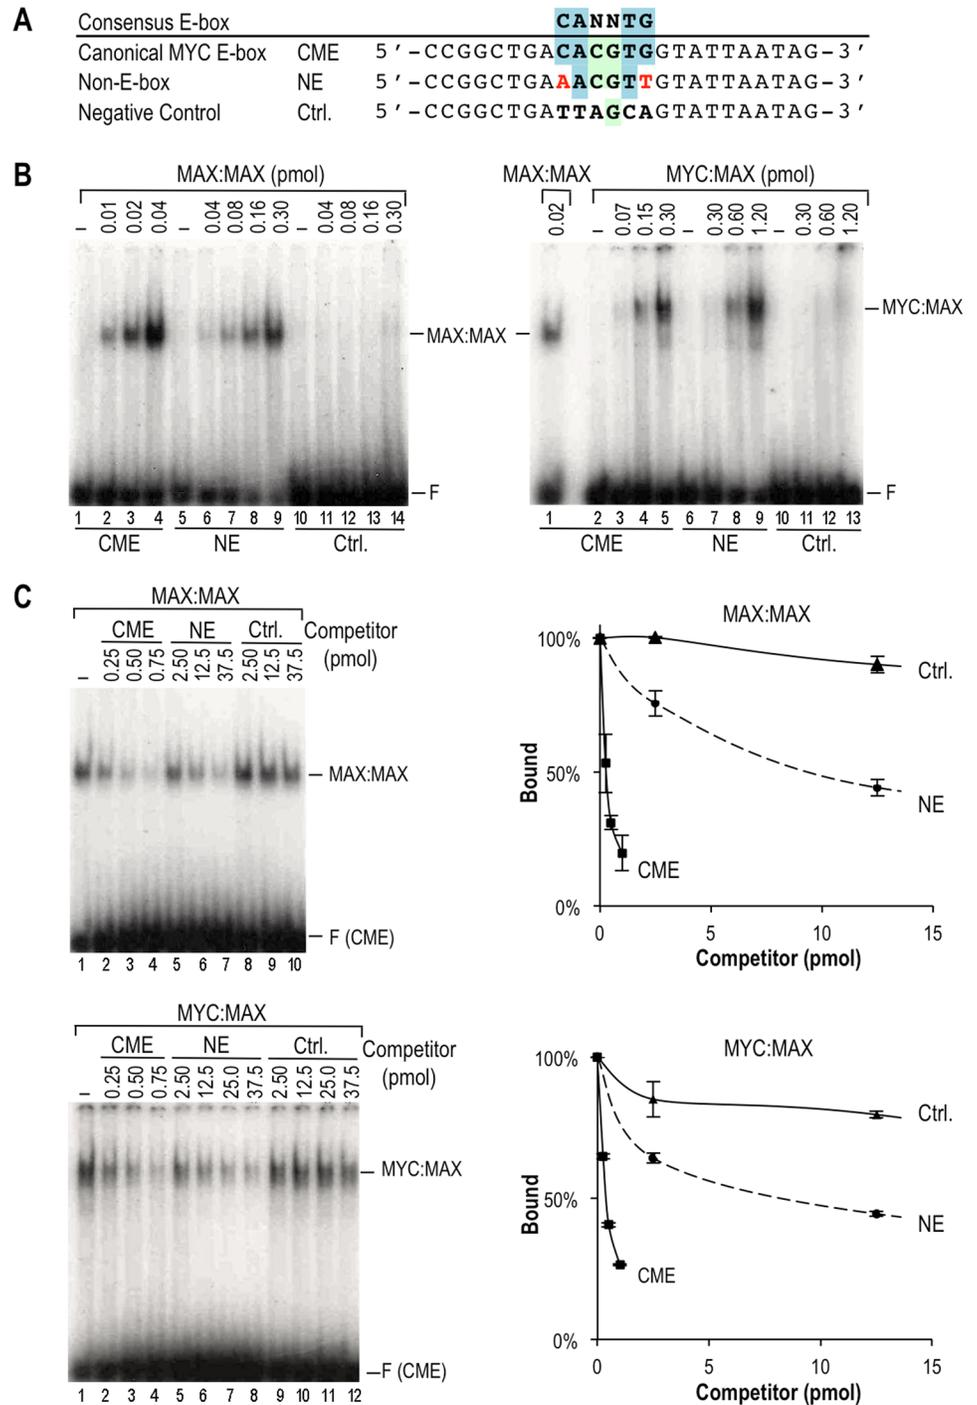 A
Consensus E-box CANNTG
Canonical MYC E-box CME 5′-CCGGCTGACACGTGGTATTAATAG-3′
Non-E-box NE 5′-CCGGCTGAAACGTTGTATTAATAG-3′
Negative Control Ctrl. 5′-CCGGCTGATTAGCAGTATTAATAG-3′
B
MAX:MAX (pmol)
– 0.01 0.02 0.04 – 0.04 0.08 0.16 0.30 – 0.04 0.08 0.16 0.30
MAX:MAX
F
1 2 3 4 5 6 7 8 9 10 11 12 13 14
CME NE Ctrl.
MAX:MAX MYC:MAX (pmol)
0.02 – 0.07 0.15 0.30 – 0.30 0.60 1.20 – 0.30 0.60 1.20
MYC:MAX
F
1 2 3 4 5 6 7 8 9 10 11 12 13
CME NE Ctrl.
C
MAX:MAX
CME NE Ctrl. Competitor
(pmol)
– 0.25 0.50 0.75 2.50 12.5 37.5 2.50 12.5 37.5
MAX:MAX
F (CME)
1 2 3 4 5 6 7 8 9 10
MAX:MAX
100%
Ctrl.
50%
Bound
NE
CME
0%
0 5 10 15
Competitor (pmol)
MYC:MAX
CME NE Ctrl. Competitor
(pmol)
– 0.25 0.50 0.75 2.50 12.5 25.0 37.5 2.50 12.5 25.0 37.5
MYC:MAX
F (CME)
1 2 3 4 5 6 7 8 9 10 11 12
MYC:MAX
100%
Ctrl.
50%
Bound
NE
CME
0%
0 5 10 15
Competitor (pmol)